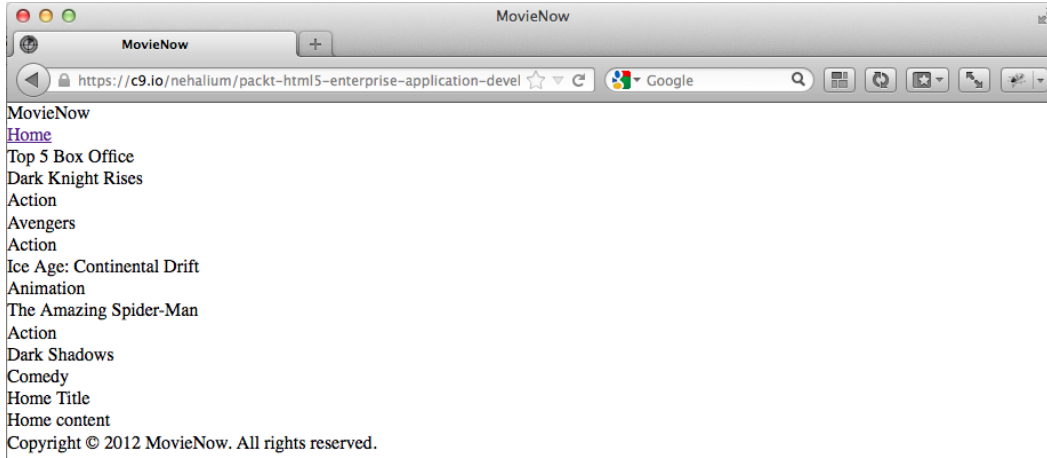 MovieNow
MovieNow
https://c9.io/nehalium/packt-html5-enterprise-application-devel
Google
MovieNow
Home
Top 5 Box Office
Dark Knight Rises
Action
Avengers
Action
Ice Age: Continental Drift
Animation
The Amazing Spider-Man
Action
Dark Shadows
Comedy
Home Title
Home content
Copyright © 2012 MovieNow. All rights reserved.